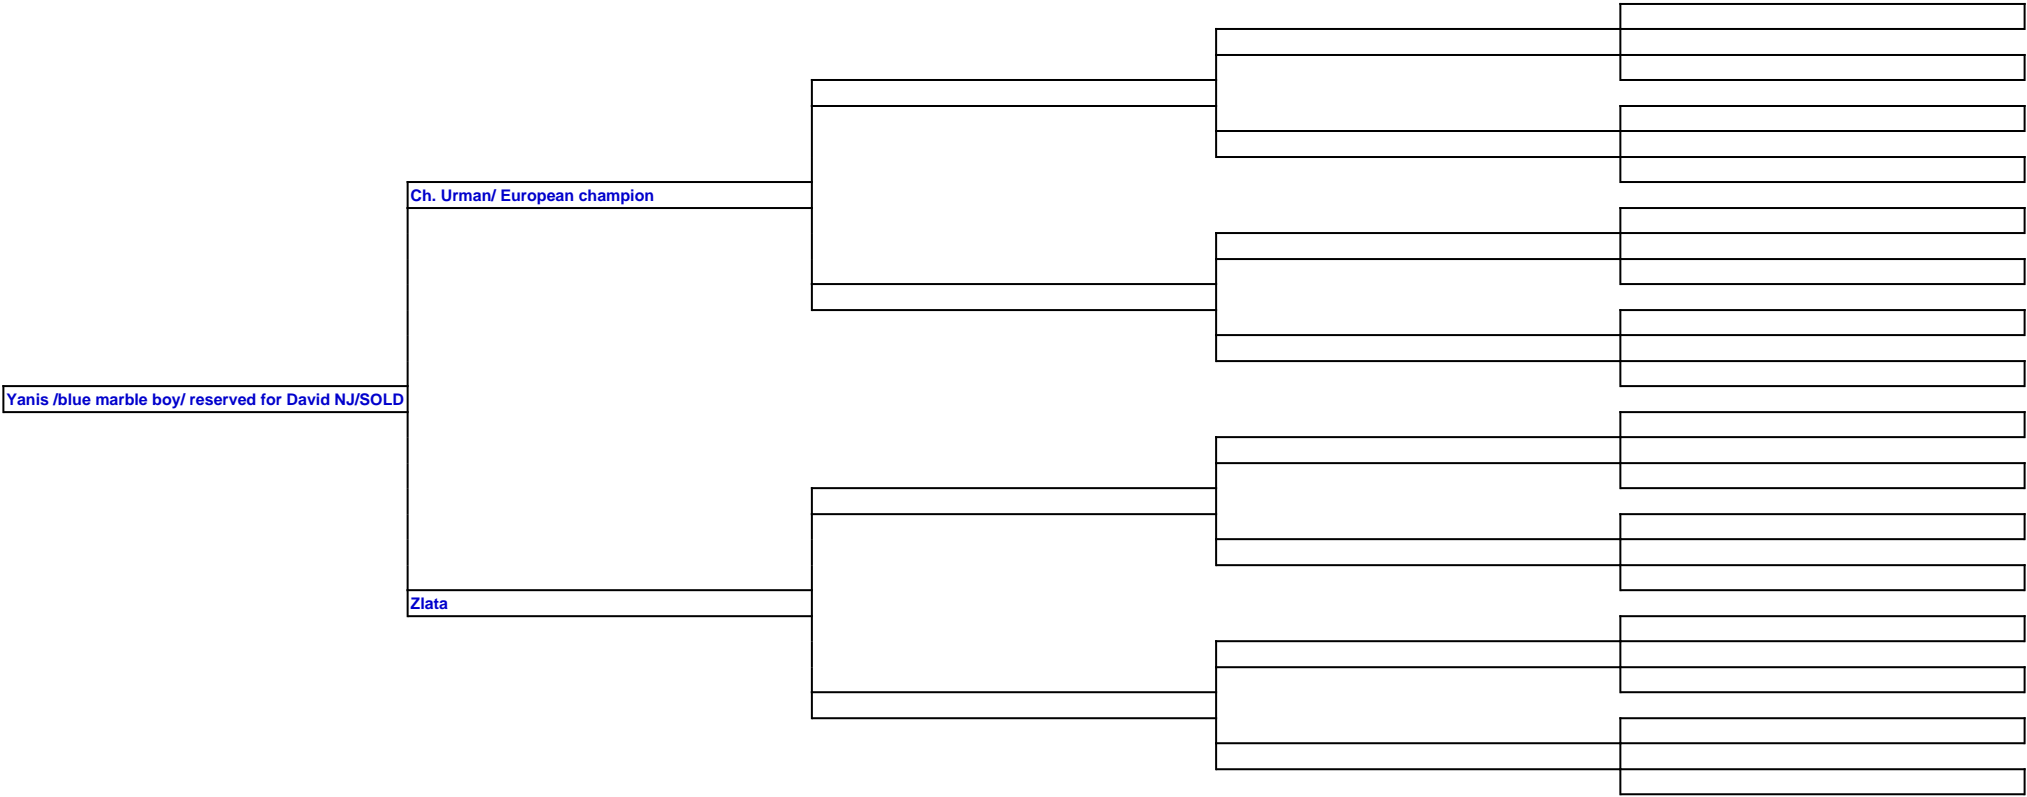 Ch. Urman/ European champion
Yanis /blue marble boy/ reserved for David NJ/SOLD
Zlata